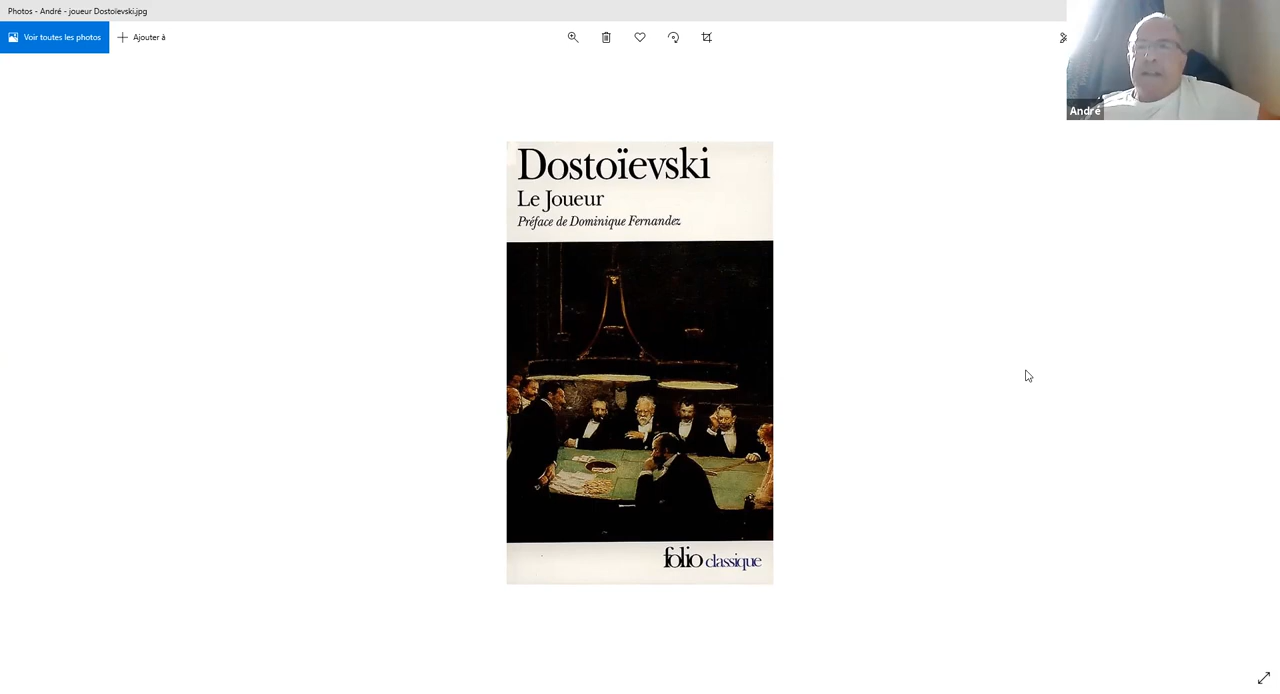 Photos - André - joueur Dostoïevski.jpg
Voir toutes les photos
Ajouter à
André
Dostoïevski
Le Joueur
Préface de Dominique Fernandez
folio classique